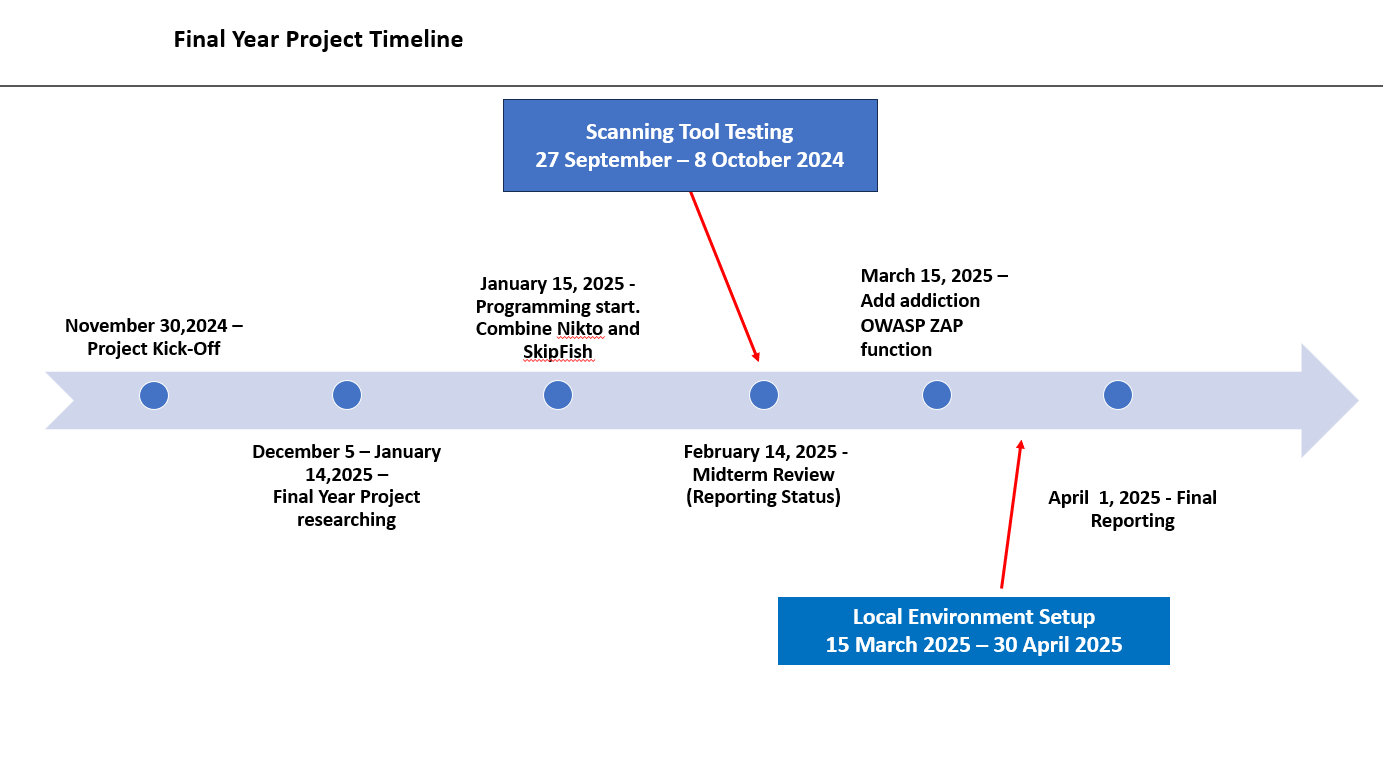 Final Year Project Timeline
Scanning Tool Testing
27 September – 8 October 2024
November 30,2024 –
Project Kick-Off
December 5 – January
14,2025 –
Final Year Project
researching
January 15, 2025 -
Programming start.
Combine Nikto and
SkipFish
February 14, 2025 -
Midterm Review
(Reporting Status)
March 15, 2025 –
Add addiction
OWASP ZAP
function
April  1, 2025 - Final
Reporting
Local Environment Setup
15 March 2025 – 30 April 2025